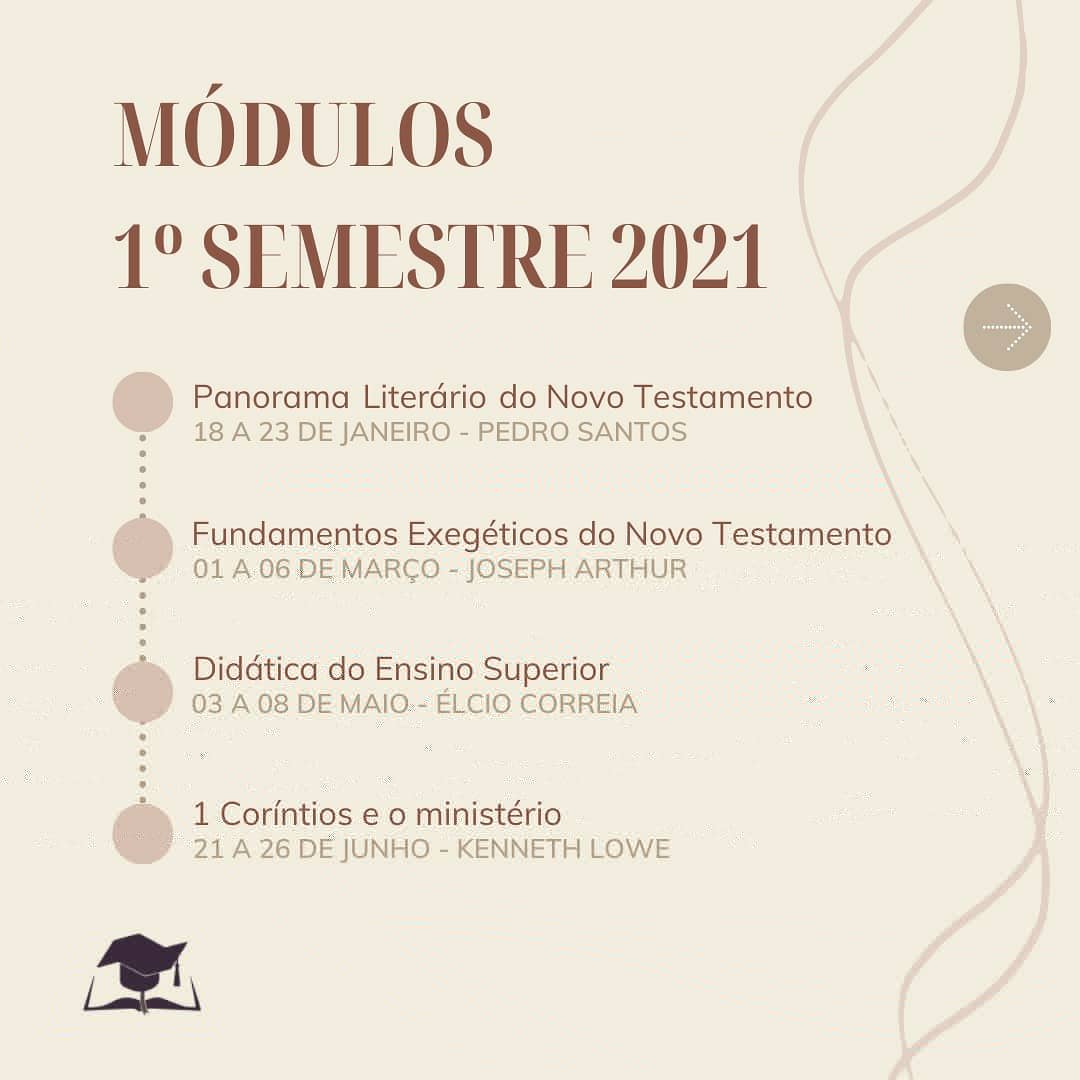 MÓDULOS
1º SEMESTRE 2021
Panorama Literário do Novo Testamento
18 A 23 DE JANEIRO - PEDRO SANTOS
Fundamentos Exegéticos do Novo Testamento
01 A 06 DE MARÇO - JOSEPH ARTHUR
Didática do Ensino Superior
03 A 08 DE MAIO - ÉLCIO CORREIA
1 Coríntios e o ministério
21 A 26 DE JUNHO - KENNETH LOWE